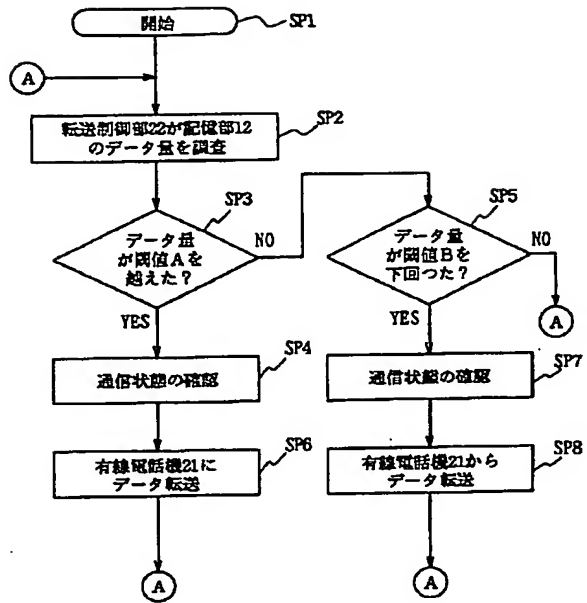 開始
SP1
A
転送制御部22が記憶部12
のデータ量を調査
SP2
SP3
データ量
が閾値Aを
越えた?
NO
YES
SP5
データ量
が閾値Bを
下回つた?
NO
A
YES
SP4
通信状態の確認
SP7
通信状態の確認
SP6
有線電話機21に
データ転送
SP8
有線電話機21から
データ転送
A
A